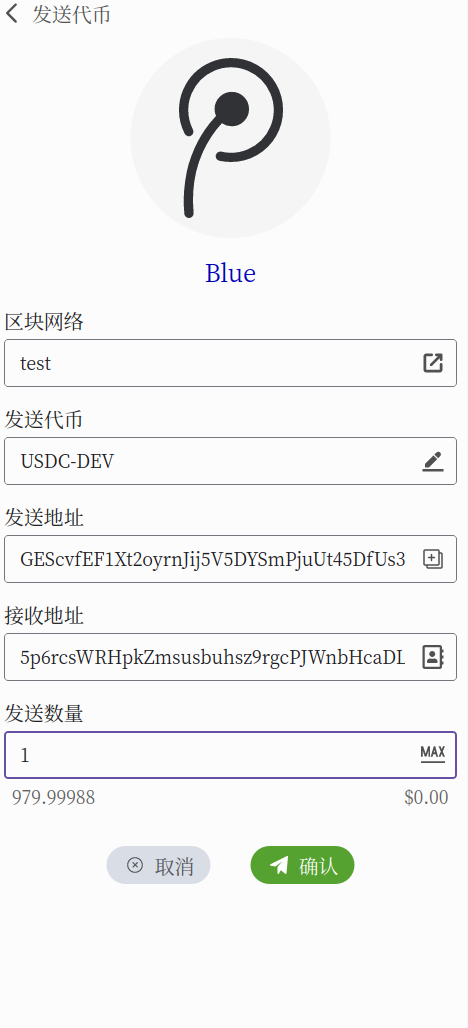 发送代币
Blue
区块网络
test
发送代币
USDC-DEV
发送地址
GEScvfEF1Xt2oyrnJij5V5DYSmPjuUt45DfUs3
接收地址
5p6rcsWRHpkZmsusbuhsz9rgcPJWnbHcaDL
发送数量
1 MAX
979.99988 $0.00
取消 确认